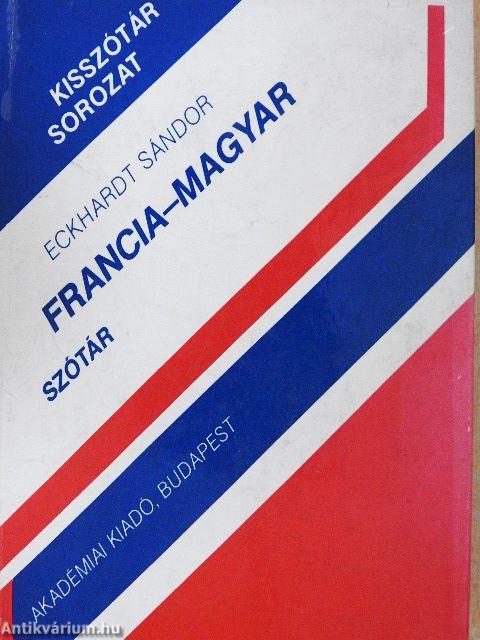 KISSZÓTÁR
SOROZAT
ECKHARDT SÁNDOR
FRANCIA–MAGYAR
SZÓTÁR
AKADÉMIAI KIADÓ, BUDAPEST
Antikvárium.hu